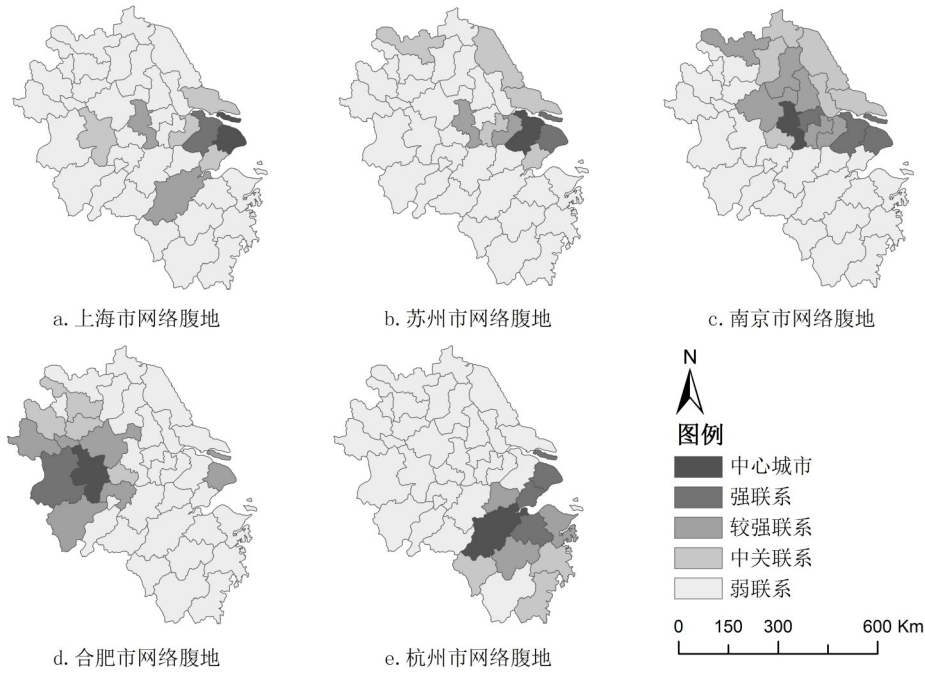 a.上海市网络腹地
b.苏州市网络腹地
c.南京市网络腹地
N
图例
中心城市
强联系
较强联系
中关联系
弱联系
0 150 300 600 Km
d.合肥市网络腹地
e.杭州市网络腹地